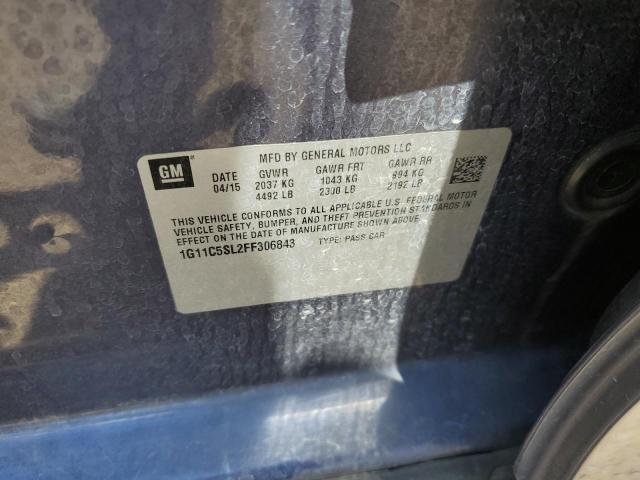 GM
MFD BY GENERAL MOTORS LLC
DATE GVWR GAWR FRT GAWR RR
04/15 2037 KG 1043 KG 994 KG
4492 LB 2300 LB 2192 LB
THIS VEHICLE CONFORMS TO ALL APPLICABLE U.S. FEDERAL MOTOR
VEHICLE SAFETY, BUMPER, AND THEFT PREVENTION STANDARDS IN
EFFECT ON THE DATE OF MANUFACTURE SHOWN ABOVE.
1G11C5SL2FF306843 TYPE: PASS CAR